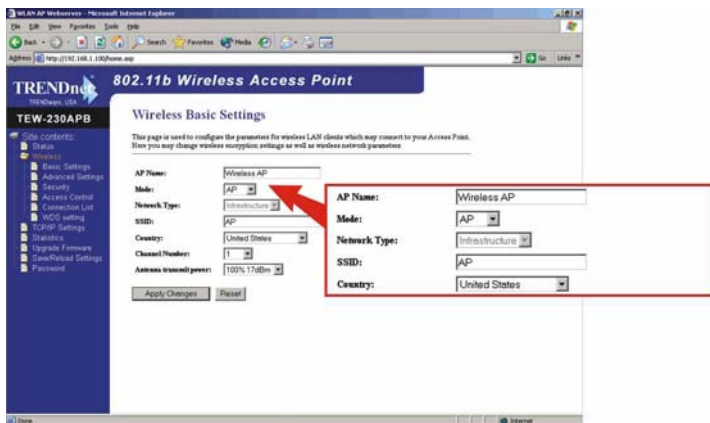 WLAN AP Webserver - Microsoft Internet Explorer
File Edit View Favorites Tools Help
Back Search Favorites Media
Address http://192.168.1.100/home.asp Go Links »
TRENDnet
TRENDware, USA
802.11b Wireless Access Point
TEW-230APB
Site contents:
Status
Wireless
Basic Settings
Advanced Settings
Security
Access Control
Connection List
WDS setting
TCP/IP Settings
Statistics
Upgrade Firmware
Save/Reload Settings
Password
Wireless Basic Settings
This page is used to configure the parameters for wireless LAN clients which may connect to your Access Point.
Here you may change wireless encryption settings as well as wireless network parameters.
AP Name: Wireless AP
Mode: AP
Network Type: Infrastructure
SSID: AP
Country: United States
Channel Number: 1
Antenna transmit power: 100% 17dBm
Apply Changes Reset
AP Name: Wireless AP
Mode: AP
Network Type: Infrestructure
SSID: AP
Country: United States
Done Internet